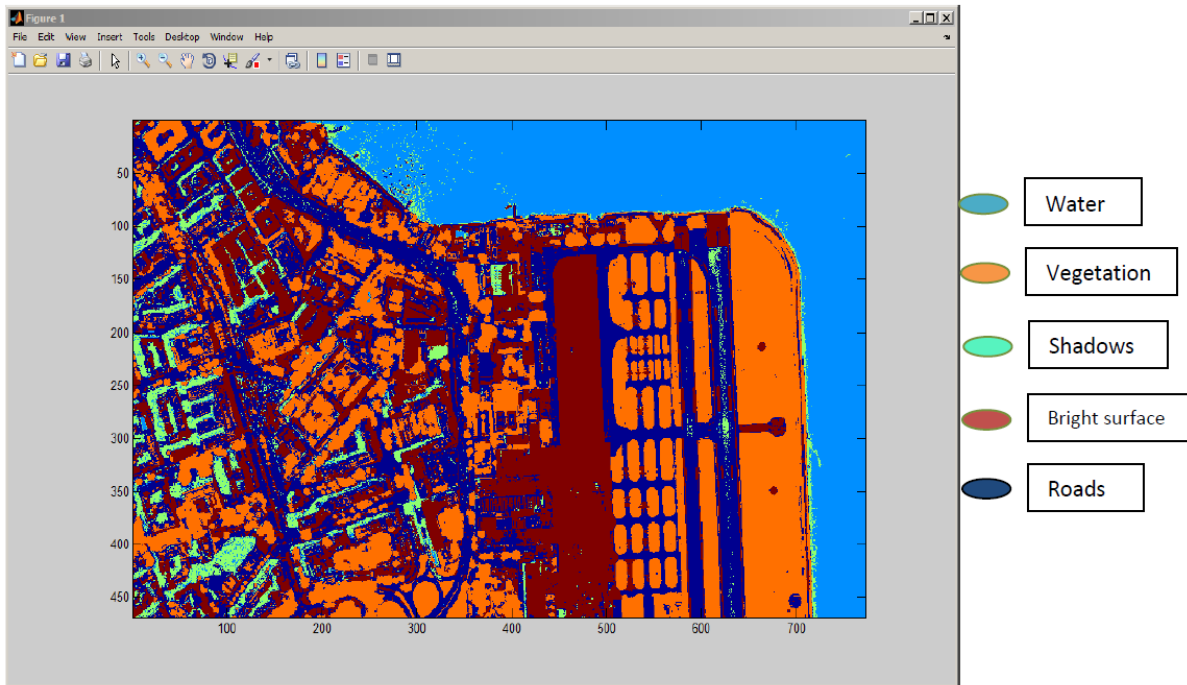 Figure 1
File Edit View Insert Tools Desktop Window Help
50
100
150
200
250
300
350
400
450
100 200 300 400 500 600 700
Water
Vegetation
Shadows
Bright surface
Roads